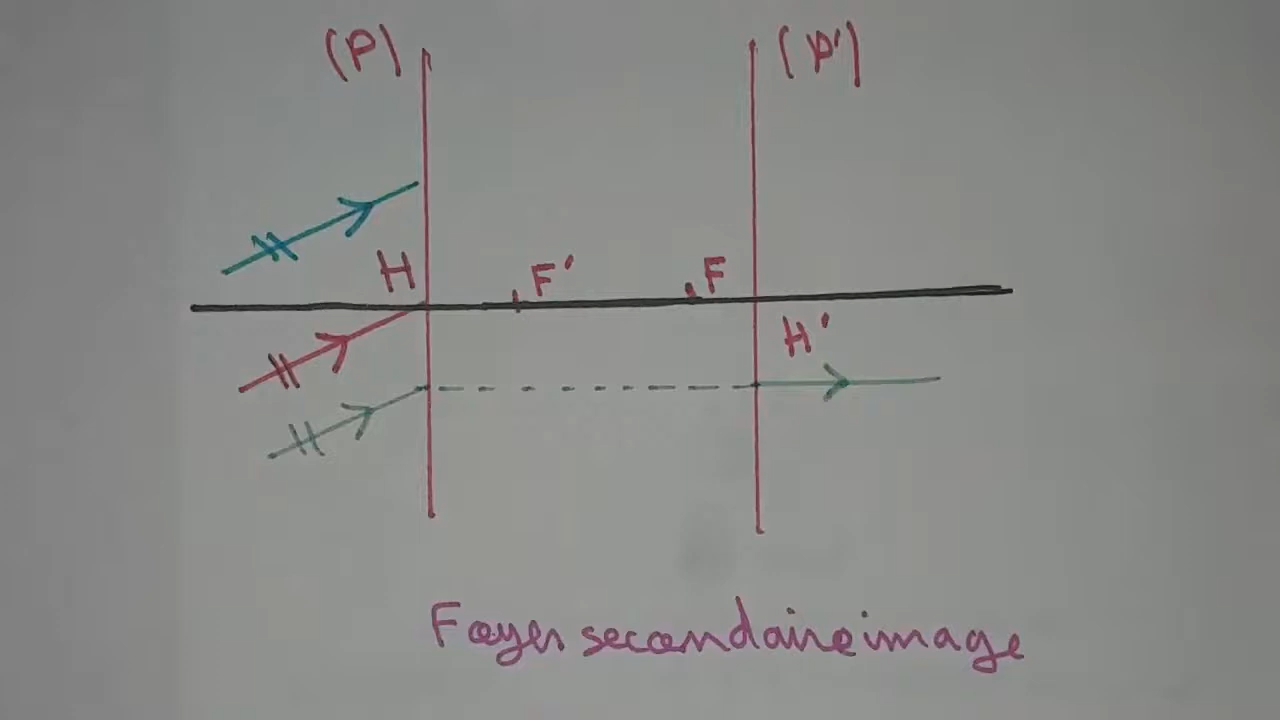 (P) (P')
H F' F
H'
Foyer secondaire image